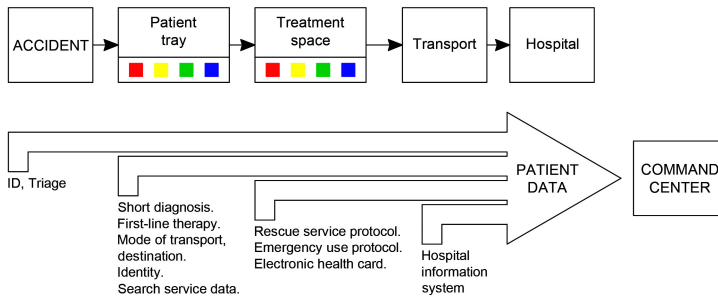 ACCIDENT
Patient
tray
Treatment
space
Transport
Hospital
ID, Triage
Short diagnosis.
First-line therapy.
Mode of transport,
destination.
Identity.
Search service data.
Rescue service protocol.
Emergency use protocol.
Electronic health card.
Hospital
information
system
PATIENT
DATA
COMMAND
CENTER